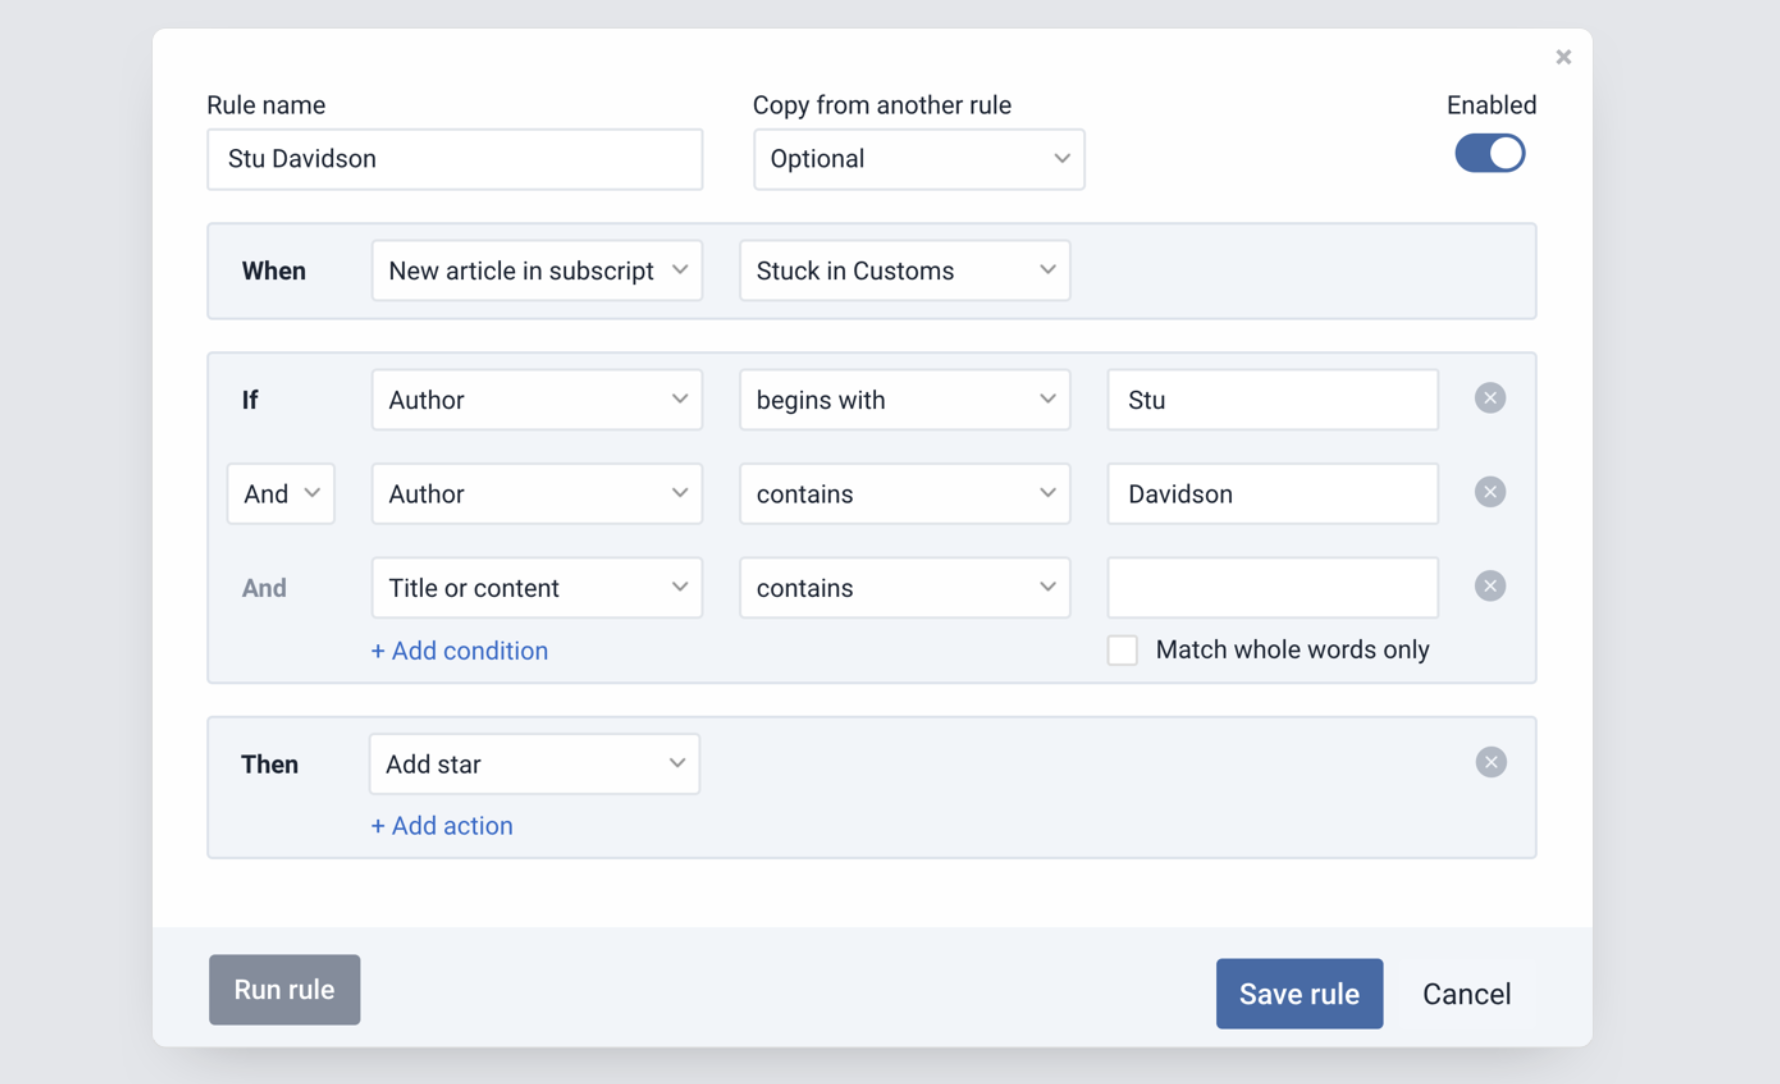 Rule name
Copy from another rule
Enabled
Stu Davidson
Optional
When
New article in subscript
Stuck in Customs
If
Author
begins with
Stu
And
Author
contains
Davidson
And
Title or content
contains
+ Add condition
Match whole words only
Then
Add star
+ Add action
Run rule
Save rule
Cancel